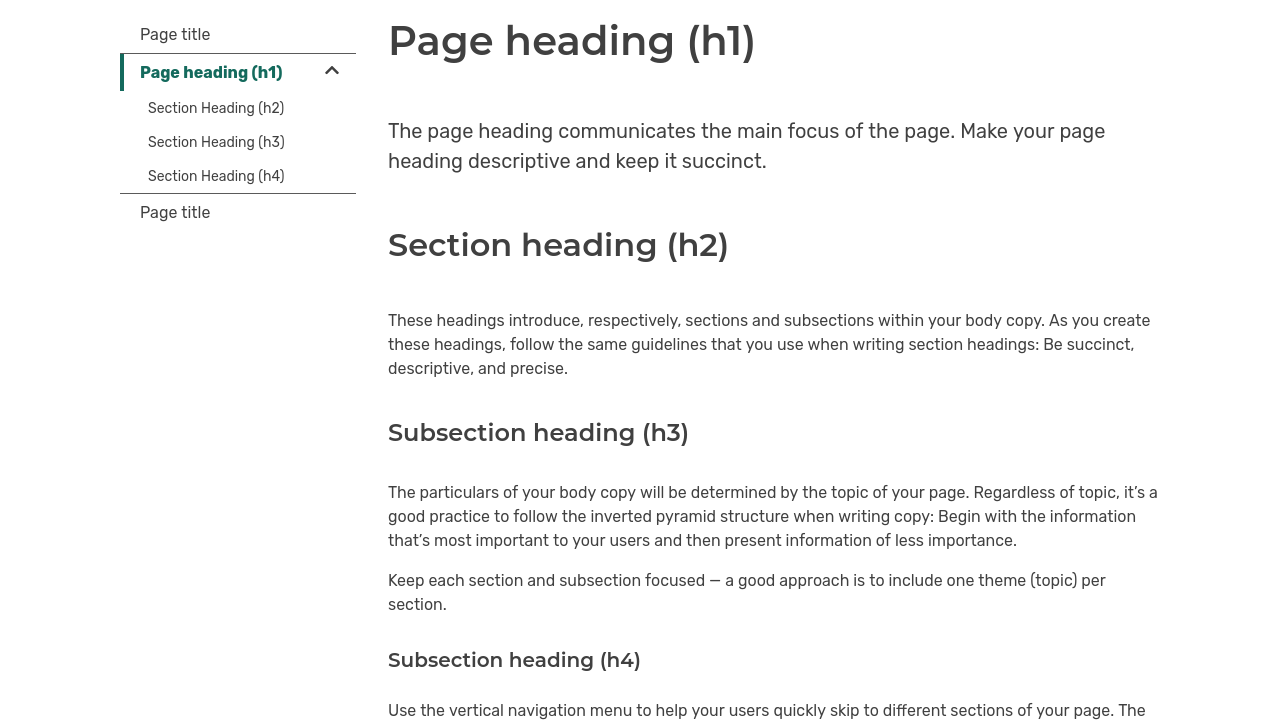 Page title
Page heading (h1)
Section Heading (h2)
Section Heading (h3)
Section Heading (h4)
Page title
Page heading (h1)
The page heading communicates the main focus of the page. Make your page
heading descriptive and keep it succinct.
Section heading (h2)
These headings introduce, respectively, sections and subsections within your body copy. As you create
these headings, follow the same guidelines that you use when writing section headings: Be succinct,
descriptive, and precise.
Subsection heading (h3)
The particulars of your body copy will be determined by the topic of your page. Regardless of topic, it’s a
good practice to follow the inverted pyramid structure when writing copy: Begin with the information
that’s most important to your users and then present information of less importance.
Keep each section and subsection focused — a good approach is to include one theme (topic) per
section.
Subsection heading (h4)
Use the vertical navigation menu to help your users quickly skip to different sections of your page. The